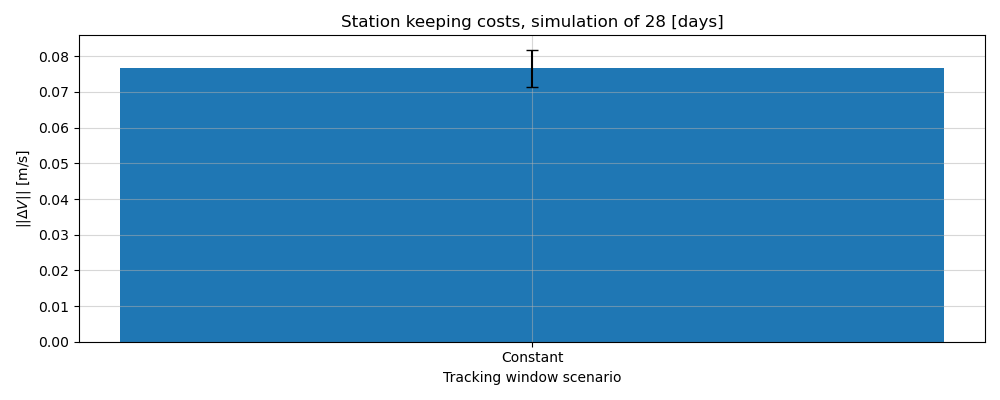 Station keeping costs, simulation of 28 [days]
||ΔV|| [m/s]
0.08
0.07
0.06
0.05
0.04
0.03
0.02
0.01
0.00
Constant
Tracking window scenario